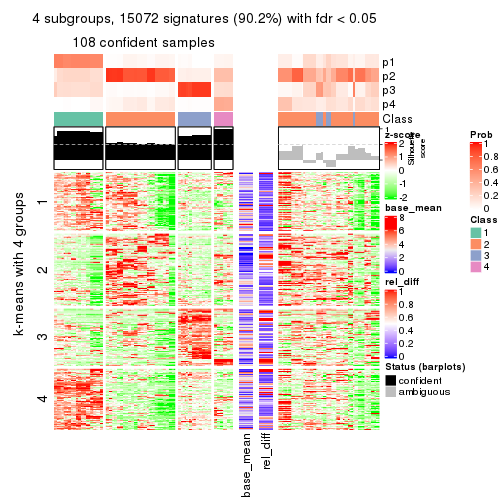 4 subgroups, 15072 signatures (90.2%) with fdr < 0.05
108 confident samples
p1
p2
p3
p4
Class
1
Silhouette
score
k-means with 4 groups
1
2
3
4
base_mean
rel_diff
z-score
2
1
0
-1
-2
base_mean
8
6
4
2
0
rel_diff
1
0.8
0.6
0.4
0.2
0
Status (barplots)
confident
ambiguous
Prob
1
0.8
0.6
0.4
0.2
0
Class
1
2
3
4